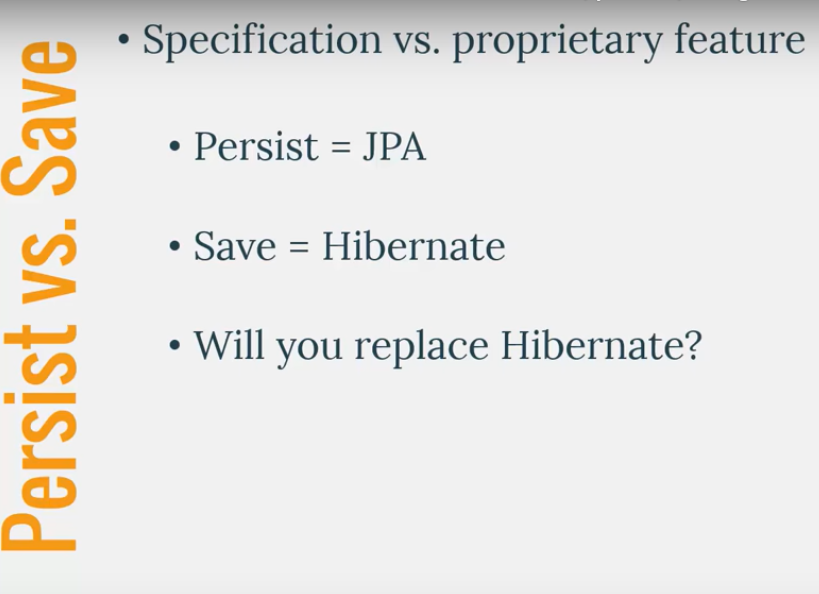 Persist vs. Save
• Specification vs. proprietary feature
• Persist = JPA
• Save = Hibernate
• Will you replace Hibernate?